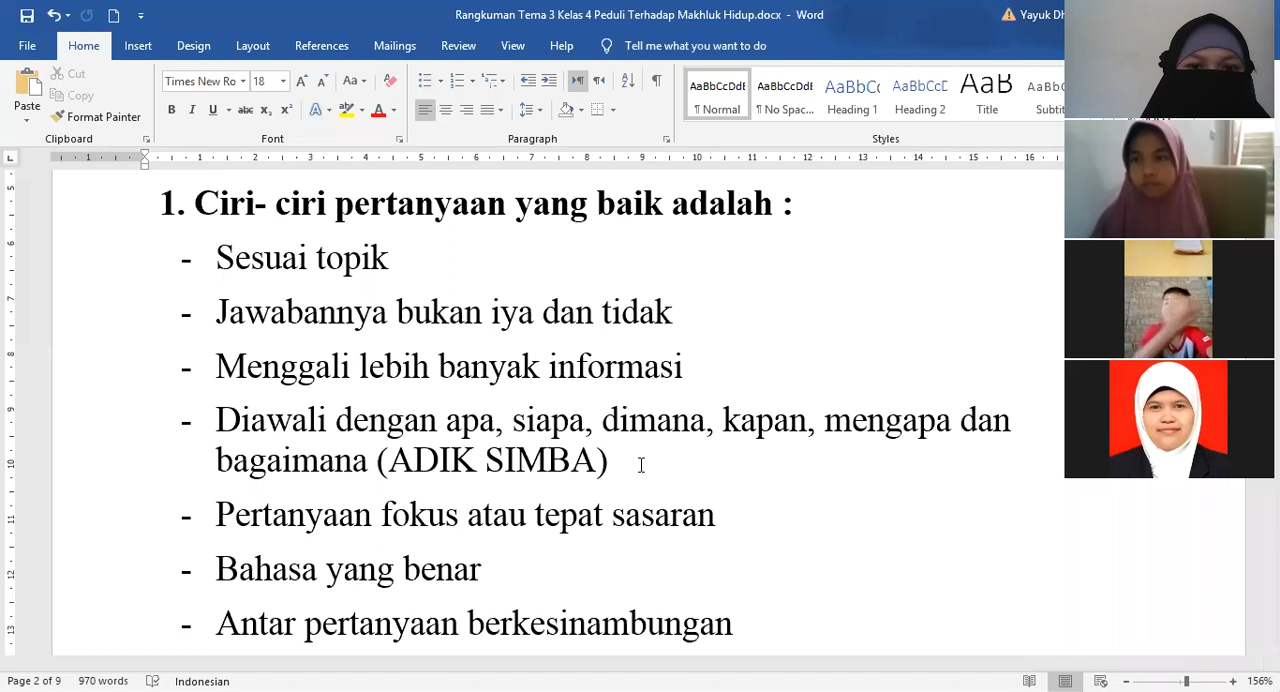 Rangkuman Tema 3 Kelas 4 Peduli Terhadap Makhluk Hidup.docx - Word
Yayuk Dh
File Home Insert Design Layout References Mailings Review View Help Tell me what you want to do
Paste
Cut
Copy
Format Painter
Clipboard
Times New Ro 18
Font
Paragraph
AaBbCcDdE AaBbCcDdE AaBbCc AaBbCcD AaB
¶ Normal ¶ No Spac... Heading 1 Heading 2 Title Subtit
Styles
1. Ciri- ciri pertanyaan yang baik adalah :
- Sesuai topik
- Jawabannya bukan iya dan tidak
- Menggali lebih banyak informasi
- Diawali dengan apa, siapa, dimana, kapan, mengapa dan
bagaimana (ADIK SIMBA)
- Pertanyaan fokus atau tepat sasaran
- Bahasa yang benar
- Antar pertanyaan berkesinambungan
Page 2 of 9 970 words Indonesian 156%